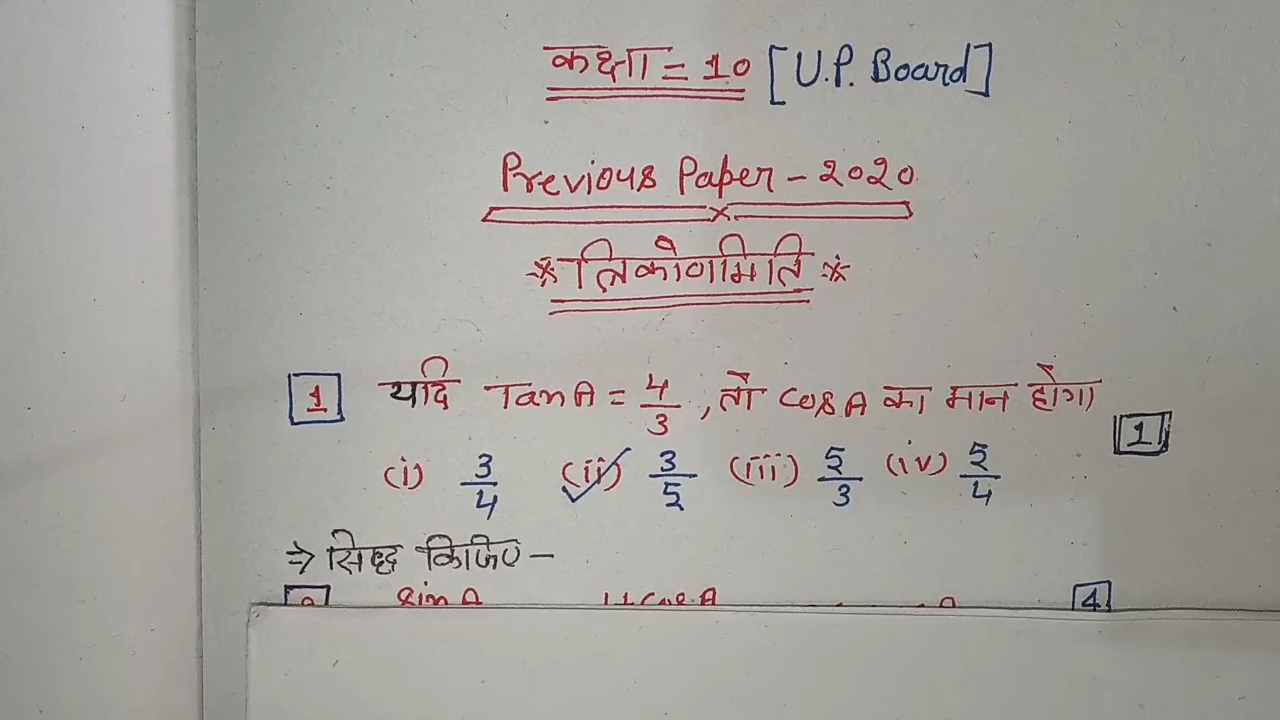 कक्षा = 10 [U.P. Board]
Previous Paper - 2020
* त्रिकोणमिति *
1 यदि TanA = 4/3 , तो cosA का मान होगा 1
(i) 3/4 (ii) 3/5 (iii) 5/3 (iv) 5/4
⇒ सिद्ध किजिए -
sinA 4